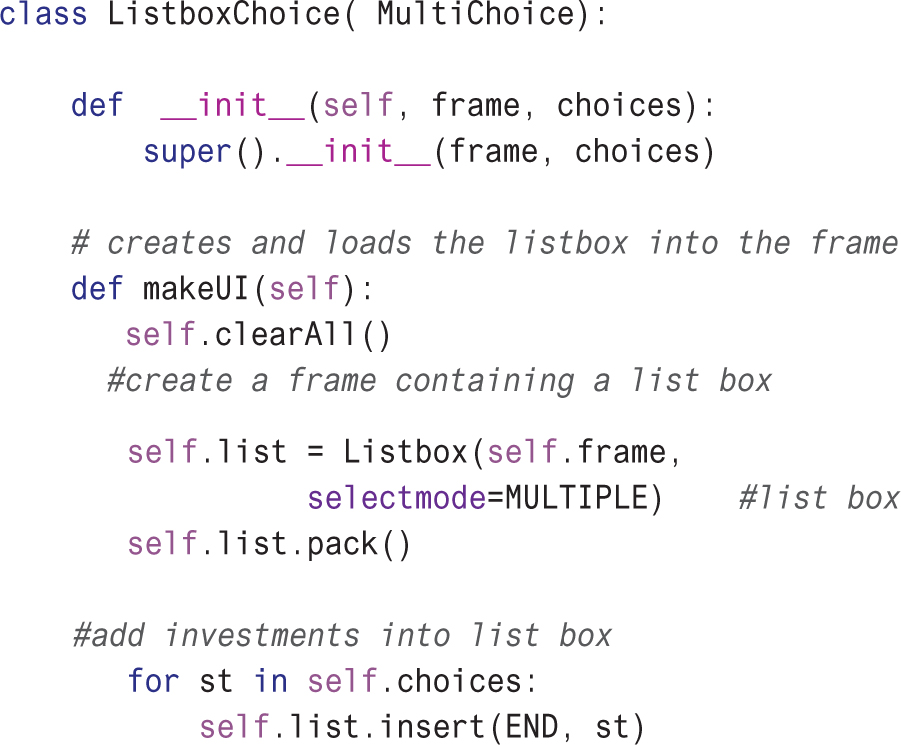 class ListboxChoice( MultiChoice):
def __init__(self, frame, choices):
super().__init__(frame, choices)
# creates and loads the listbox into the frame
def makeUI(self):
self.clearAll()
#create a frame containing a list box
self.list = Listbox(self.frame,
selectmode=MULTIPLE) #list box
self.list.pack()
#add investments into list box
for st in self.choices:
self.list.insert(END, st)